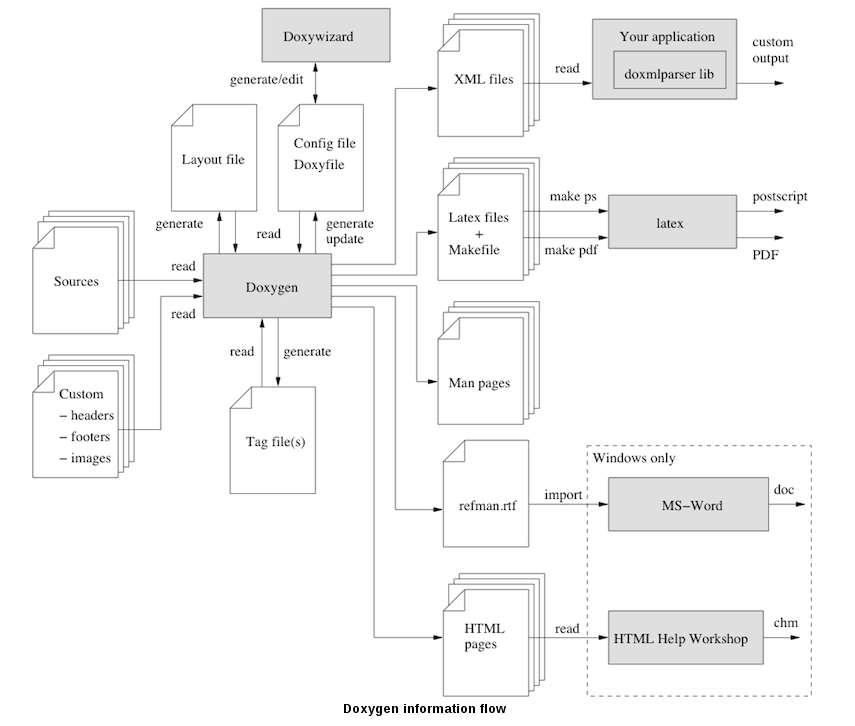 Doxywizard
generate/edit
Layout file
Config file
Doxyfile
generate
read
generate
update
Sources
read
Doxygen
read
Custom
– headers
– footers
– images
read
generate
Tag file(s)
XML files
read
Your application
doxmlparser lib
custom
output
Latex files
+
Makefile
make ps
make pdf
latex
postscript
PDF
Man pages
refman.rtf
import
Windows only
MS–Word
doc
HTML
pages
read
HTML Help Workshop
chm
Doxygen information flow